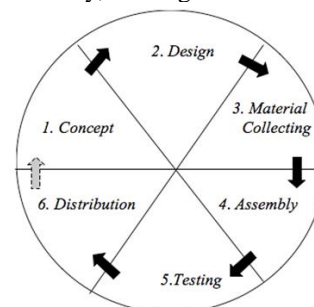 2. Design
3. Material
Collecting
1. Concept
6. Distribution
4. Assembly
5.Testing